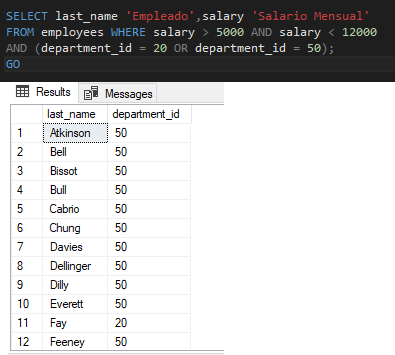 SELECT last_name 'Empleado',salary 'Salario Mensual'
FROM employees WHERE salary > 5000 AND salary < 12000
AND (department_id = 20 OR department_id = 50);
GO
Results Messages
last_name department_id
1 Atkinson 50
2 Bell 50
3 Bissot 50
4 Bull 50
5 Cabrio 50
6 Chung 50
7 Davies 50
8 Dellinger 50
9 Dilly 50
10 Everett 50
11 Fay 20
12 Feeney 50